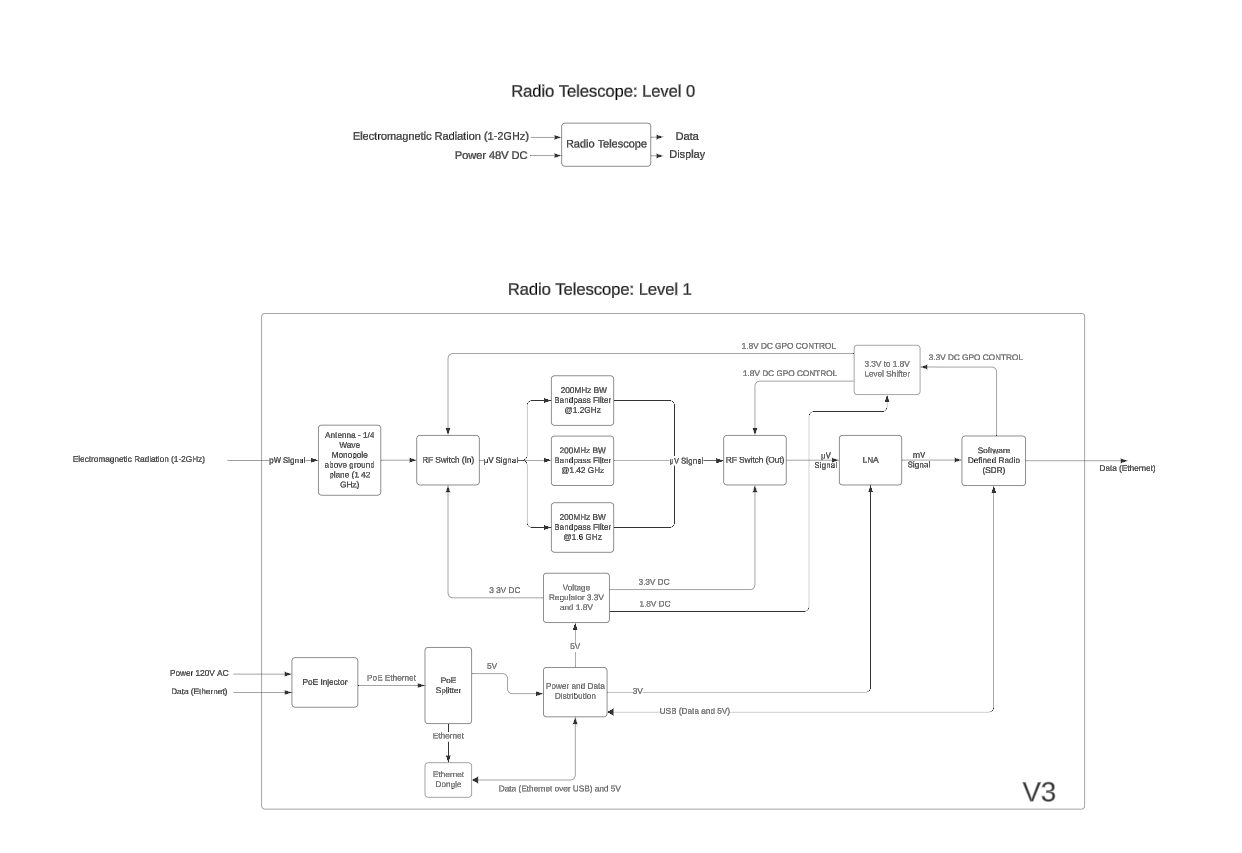 Radio Telescope: Level 0
Electromagnetic Radiation (1-2GHz)
Power 48V DC
Radio Telescope
Data
Display
Radio Telescope: Level 1
1.8V DC GPO CONTROL
1.8V DC GPO CONTROL
3.3V to 1.8V
Level Shifter
3.3V DC GPO CONTROL
200MHz BW
Bandpass Filter
@1.2GHz
Electromagnetic Radiation (1-2GHz)
pW Signal
Antenna - 1/4
Wave
Monopole
above ground
plane (1.42
GHz)
RF Switch (In)
μV Signal
200MHz BW
Bandpass Filter
@1.42 GHz
μV Signal
RF Switch (Out)
μV
Signal
LNA
mV
Signal
Software
Defined Radio
(SDR)
Data (Ethernet)
200MHz BW
Bandpass Filter
@1.6 GHz
3.3V DC
Voltage
Regulator 3.3V
and 1.8V
3.3V DC
1.8V DC
5V
Power 120V AC
Data (Ethernet)
PoE Injector
PoE Ethernet
PoE
Splitter
5V
Power and Data
Distribution
3V
USB (Data and 5V)
Ethernet
Ethernet
Dongle
Data (Ethernet over USB) and 5V
V3